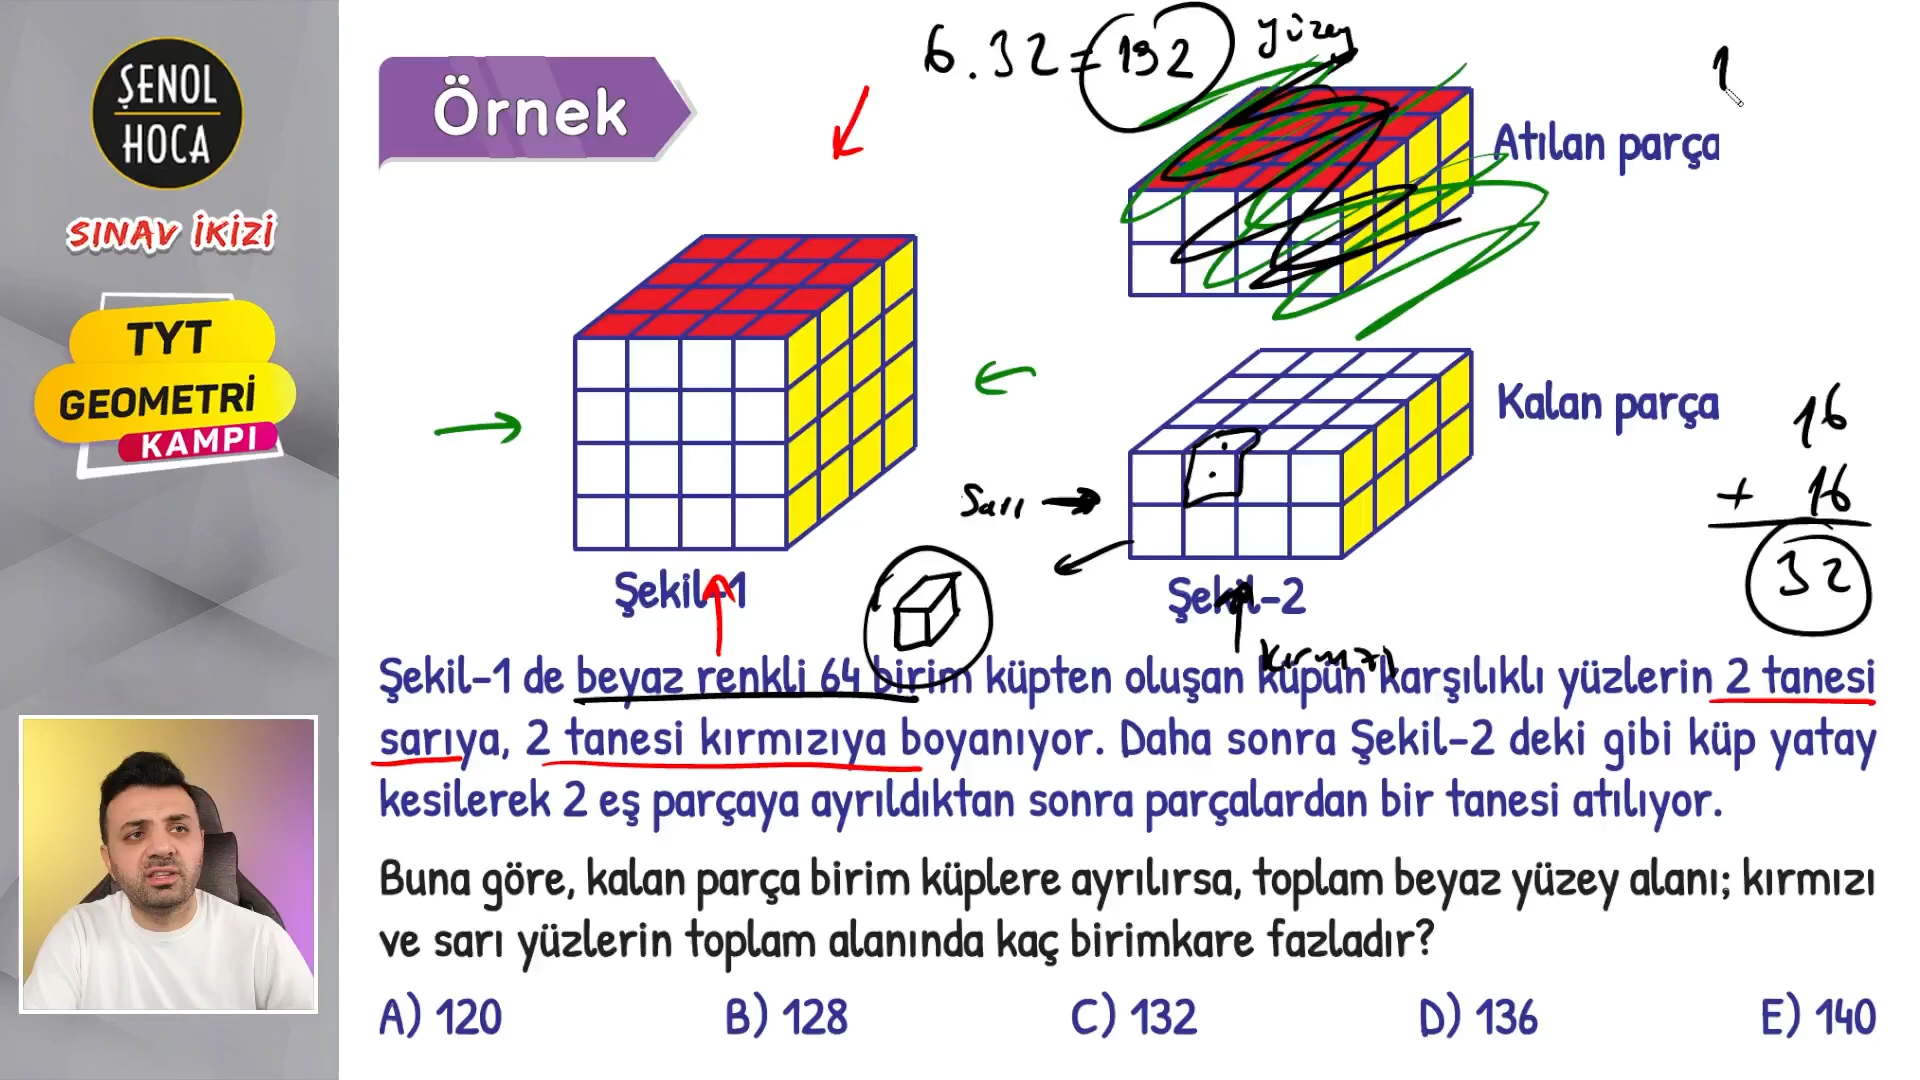 ŞENOL
HOCA
SINAV İKİZİ
TYT
GEOMETRİ
KAMPI
Örnek
6.32=192 yüzey
1
Atılan parça
Kalan parça
16
+ 16
32
Sarı
Şekil-1
Şekil-2
Kırmızı
Şekil-1 de beyaz renkli 64 birim küpten oluşan küpün karşılıklı yüzlerin 2 tanesi
sarıya, 2 tanesi kırmızıya boyanıyor. Daha sonra Şekil-2 deki gibi küp yatay
kesilerek 2 eş parçaya ayrıldıktan sonra parçalardan bir tanesi atılıyor.
Buna göre, kalan parça birim küplere ayrılırsa, toplam beyaz yüzey alanı; kırmızı
ve sarı yüzlerin toplam alanında kaç birimkare fazladır?
A) 120 B) 128 C) 132 D) 136 E) 140